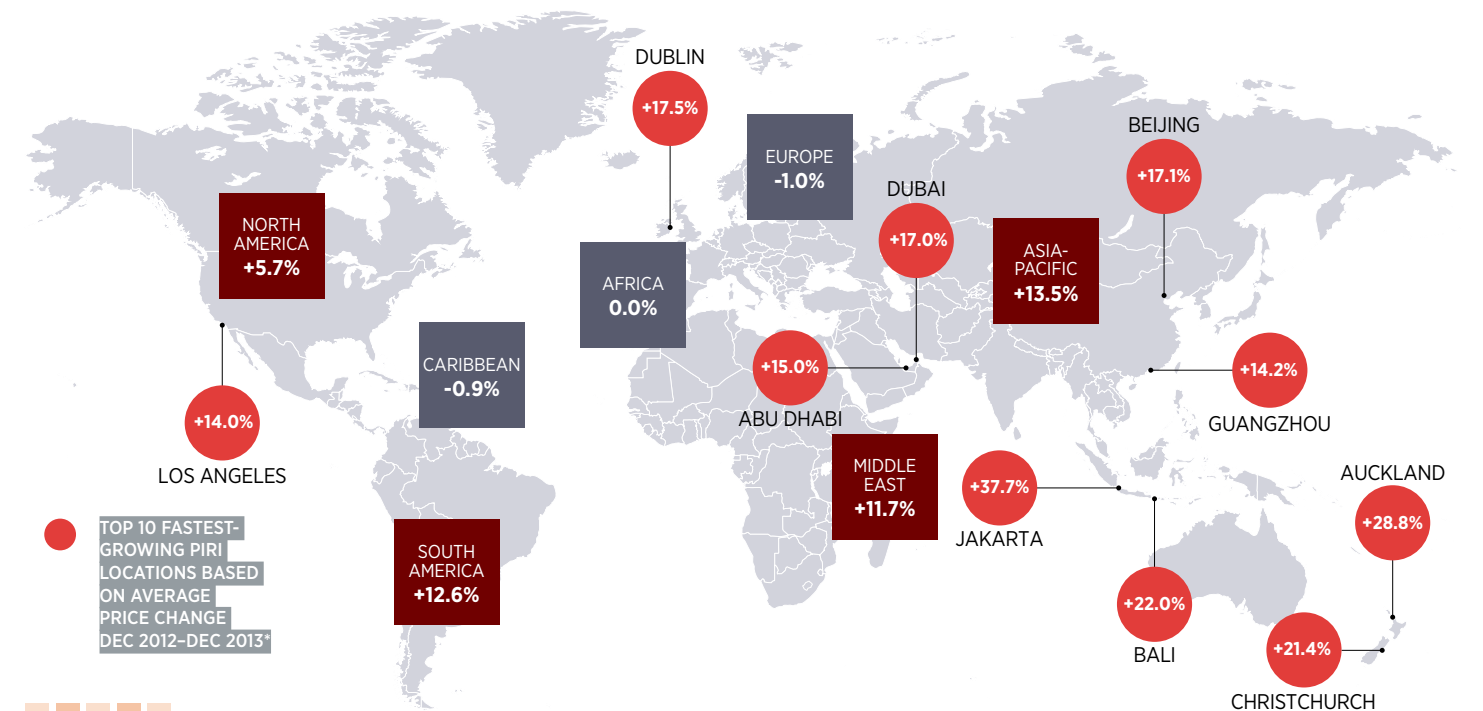 DUBLIN
+17.5%
EUROPE
-1.0%
BEIJING
+17.1%
DUBAI
+17.0%
NORTH
AMERICA
+5.7%
ASIA-
PACIFIC
+13.5%
AFRICA
0.0%
CARIBBEAN
-0.9%
+15.0%
ABU DHABI
+14.2%
GUANGZHOU
+14.0%
LOS ANGELES
MIDDLE
EAST
+11.7%
+37.7%
JAKARTA
AUCKLAND
+28.8%
TOP 10 FASTEST-
GROWING PIRI
LOCATIONS BASED
ON AVERAGE
PRICE CHANGE
DEC 2012–DEC 2013*
SOUTH
AMERICA
+12.6%
+22.0%
BALI
+21.4%
CHRISTCHURCH